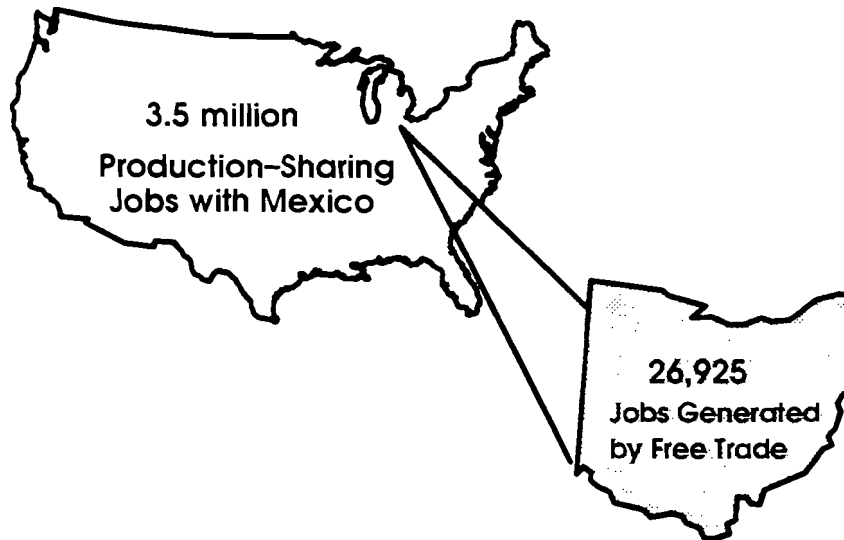 3.5 million
Production–Sharing
Jobs with Mexico
26,925
Jobs Generated
by Free Trade